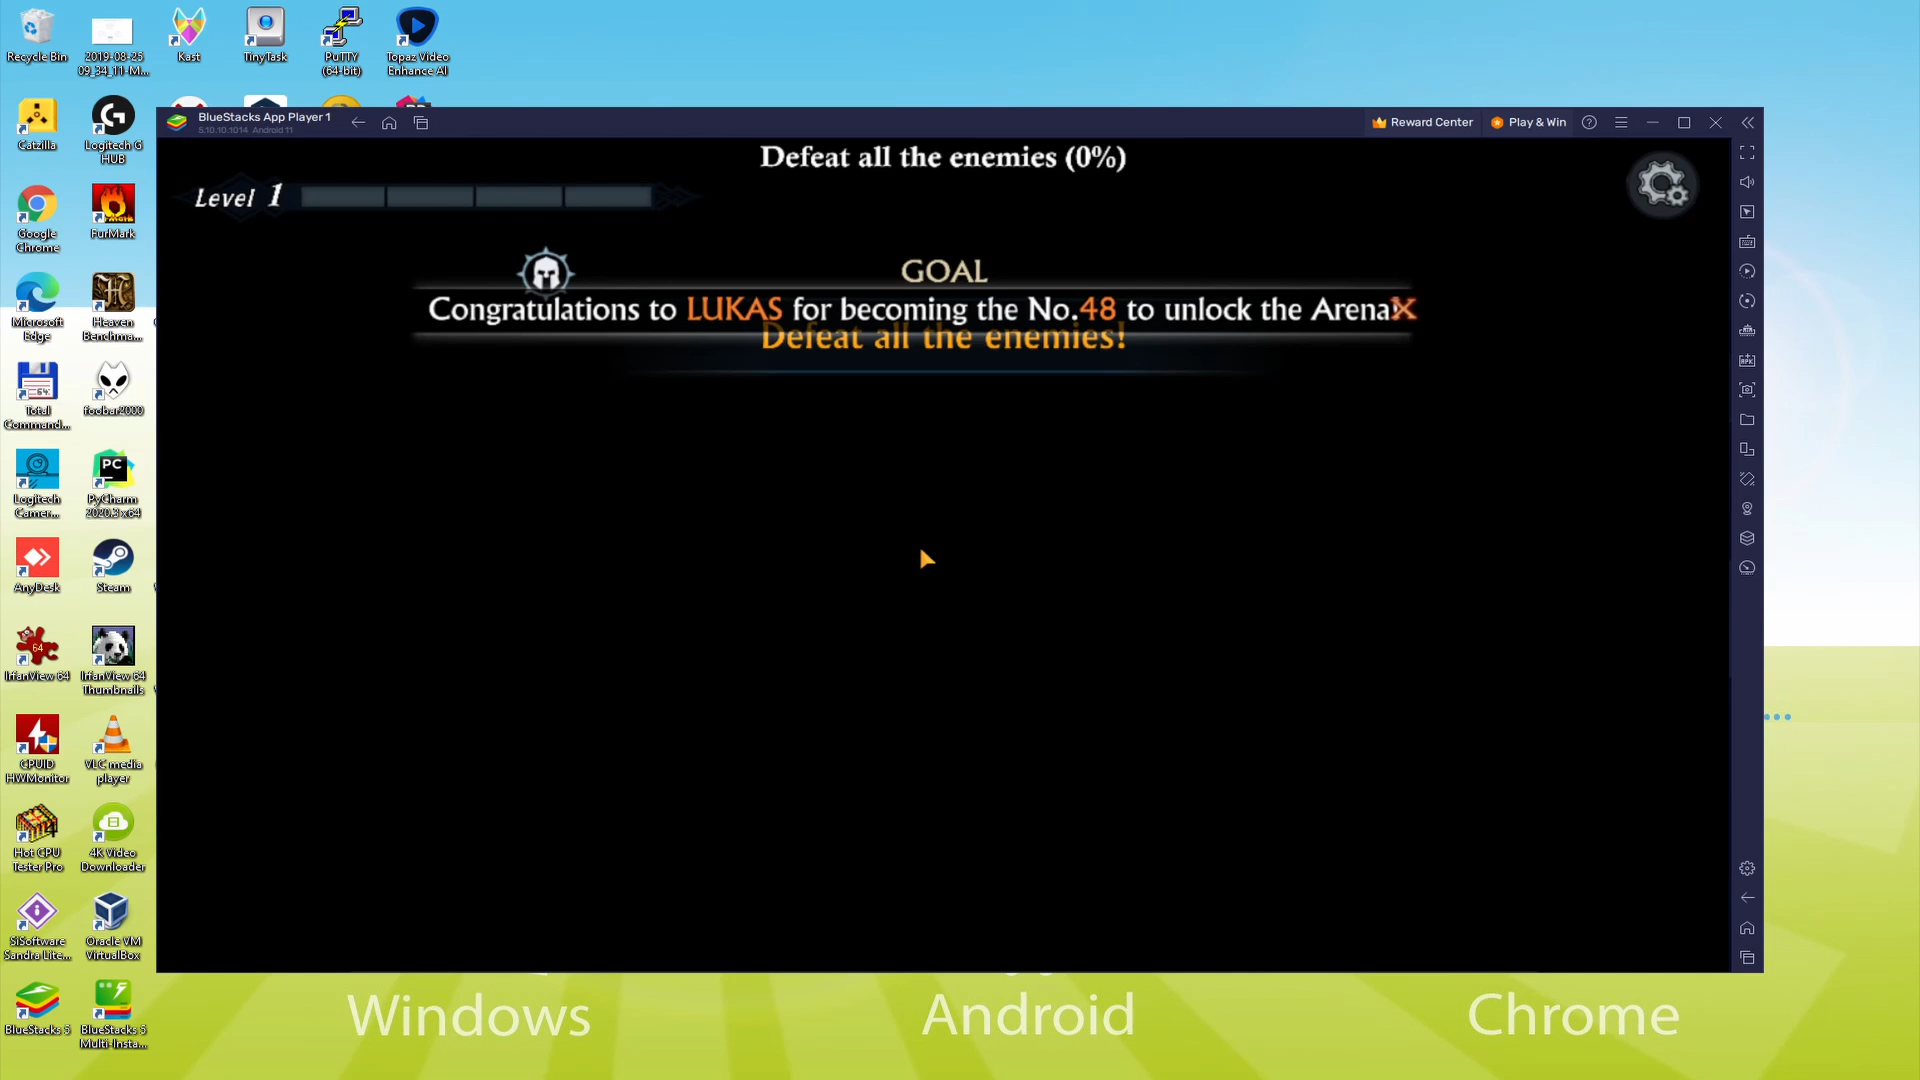 Recycle Bin
2019-08-25
09_34_11-M...
Kast
TinyTask
PuTTY
(64-bit)
Topaz Video
Enhance AI
Catzilla
Logitech G
HUB
Google
Chrome
FurMark
Microsoft
Edge
Heaven
Benchma...
Total
Command...
foobar2000
Logitech
Camer...
PyCharm
2020.3 x64
AnyDesk
Steam
IrfanView 64
IrfanView 64
Thumbnails
CPUID
HWMonitor
VLC media
player
Hot CPU
Tester Pro
4K Video
Downloader
SiSoftware
Sandra Lite...
Oracle VM
VirtualBox
BlueStacks 5
BlueStacks 5
Multi-Insta...
BlueStacks App Player 1
5.10.10.1014 Android 11
Reward Center
Play & Win
Defeat all the enemies (0%)
Level 1
GOAL
Congratulations to LUKAS for becoming the No.48 to unlock the Arena!
Defeat all the enemies!
Windows
Android
Chrome